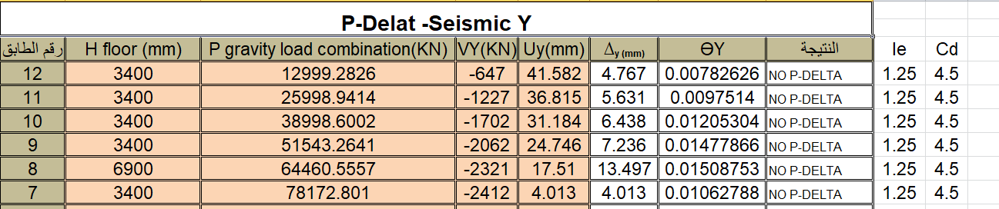 P-Delat -Seismic Y
رقم الطابق H floor (mm) P gravity load combination(KN) VY(KN) Uy(mm) Δy (mm) ӨY النتيجة Ie Cd
12 3400 12999.2826 -647 41.582 4.767 0.00782626 NO P-DELTA 1.25 4.5
11 3400 25998.9414 -1227 36.815 5.631 0.0097514 NO P-DELTA 1.25 4.5
10 3400 38998.6002 -1702 31.184 6.438 0.01205304 NO P-DELTA 1.25 4.5
9 3400 51543.2641 -2062 24.746 7.236 0.01477866 NO P-DELTA 1.25 4.5
8 6900 64460.5557 -2321 17.51 13.497 0.01508753 NO P-DELTA 1.25 4.5
7 3400 78172.801 -2412 4.013 4.013 0.01062788 NO P-DELTA 1.25 4.5